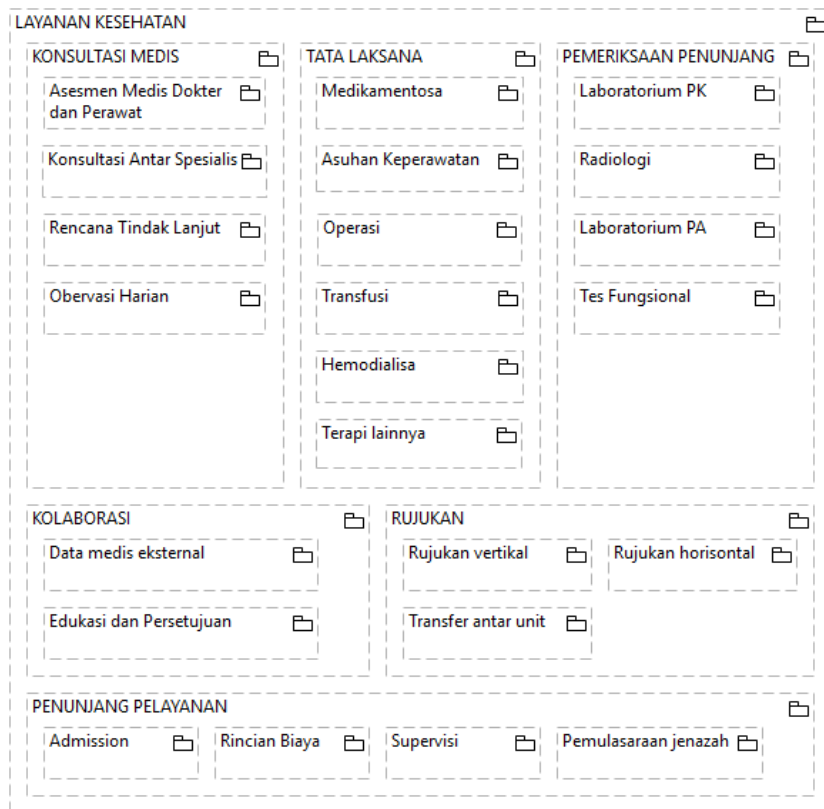 LAYANAN KESEHATAN
KONSULTASI MEDIS
Asesmen Medis Dokter
dan Perawat
Konsultasi Antar Spesialis
Rencana Tindak Lanjut
Obervasi Harian
TATA LAKSANA
Medikamentosa
Asuhan Keperawatan
Operasi
Transfusi
Hemodialisa
Terapi lainnya
PEMERIKSAAN PENUNJANG
Laboratorium PK
Radiologi
Laboratorium PA
Tes Fungsional
KOLABORASI
Data medis eksternal
Edukasi dan Persetujuan
RUJUKAN
Rujukan vertikal
Rujukan horisontal
Transfer antar unit
PENUNJANG PELAYANAN
Admission
Rincian Biaya
Supervisi
Pemulasaraan jenazah